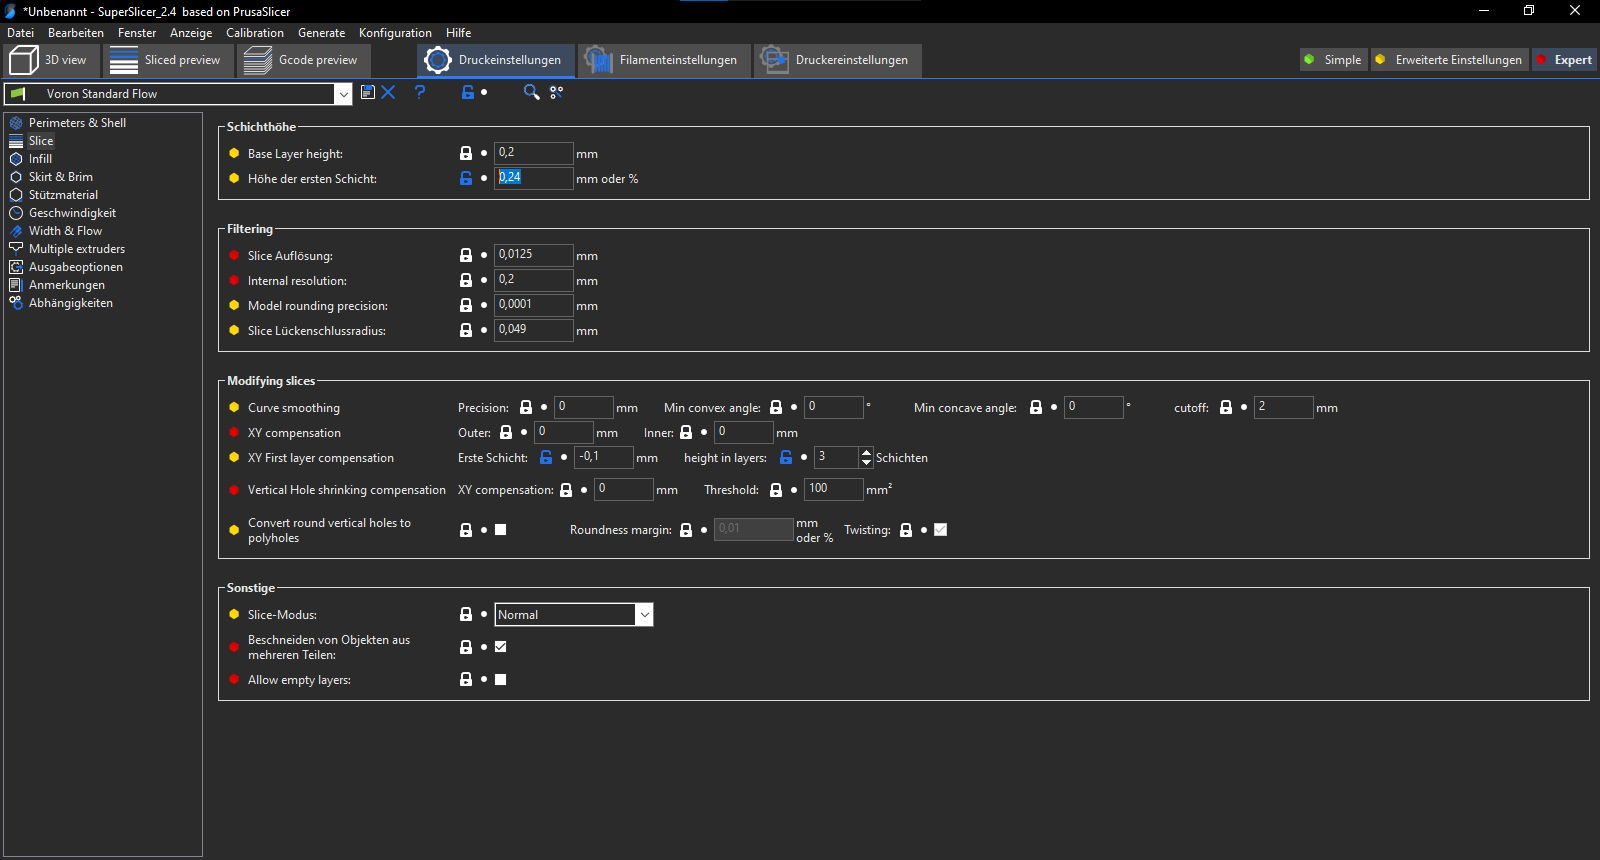 *Unbenannt - SuperSlicer_2.4 based on PrusaSlicer
Datei Bearbeiten Fenster Anzeige Calibration Generate Konfiguration Hilfe
3D view Sliced preview Gcode preview Druckeinstellungen Filamenteinstellungen Druckereinstellungen Simple Erweiterte Einstellungen Expert
Voron Standard Flow ?
Perimeters & Shell
Slice
Infill
Skirt & Brim
Stützmaterial
Geschwindigkeit
Width & Flow
Multiple extruders
Ausgabeoptionen
Anmerkungen
Abhängigkeiten
Schichthöhe
Base Layer height: 0,2 mm
Höhe der ersten Schicht: 0,24 mm oder %
Filtering
Slice Auflösung: 0,0125 mm
Internal resolution: 0,2 mm
Model rounding precision: 0,0001 mm
Slice Lückenschlussradius: 0,049 mm
Modifying slices
Curve smoothing Precision: 0 mm Min convex angle: 0 ° Min concave angle: 0 ° cutoff: 2 mm
XY compensation Outer: 0 mm Inner: 0 mm
XY First layer compensation Erste Schicht: -0,1 mm height in layers: 3 Schichten
Vertical Hole shrinking compensation XY compensation: 0 mm Threshold: 100 mm²
Convert round vertical holes to
polyholes
Roundness margin: 0,01 mm
oder %
Twisting:
Sonstige
Slice-Modus: Normal
Beschneiden von Objekten aus
mehreren Teilen:
Allow empty layers: